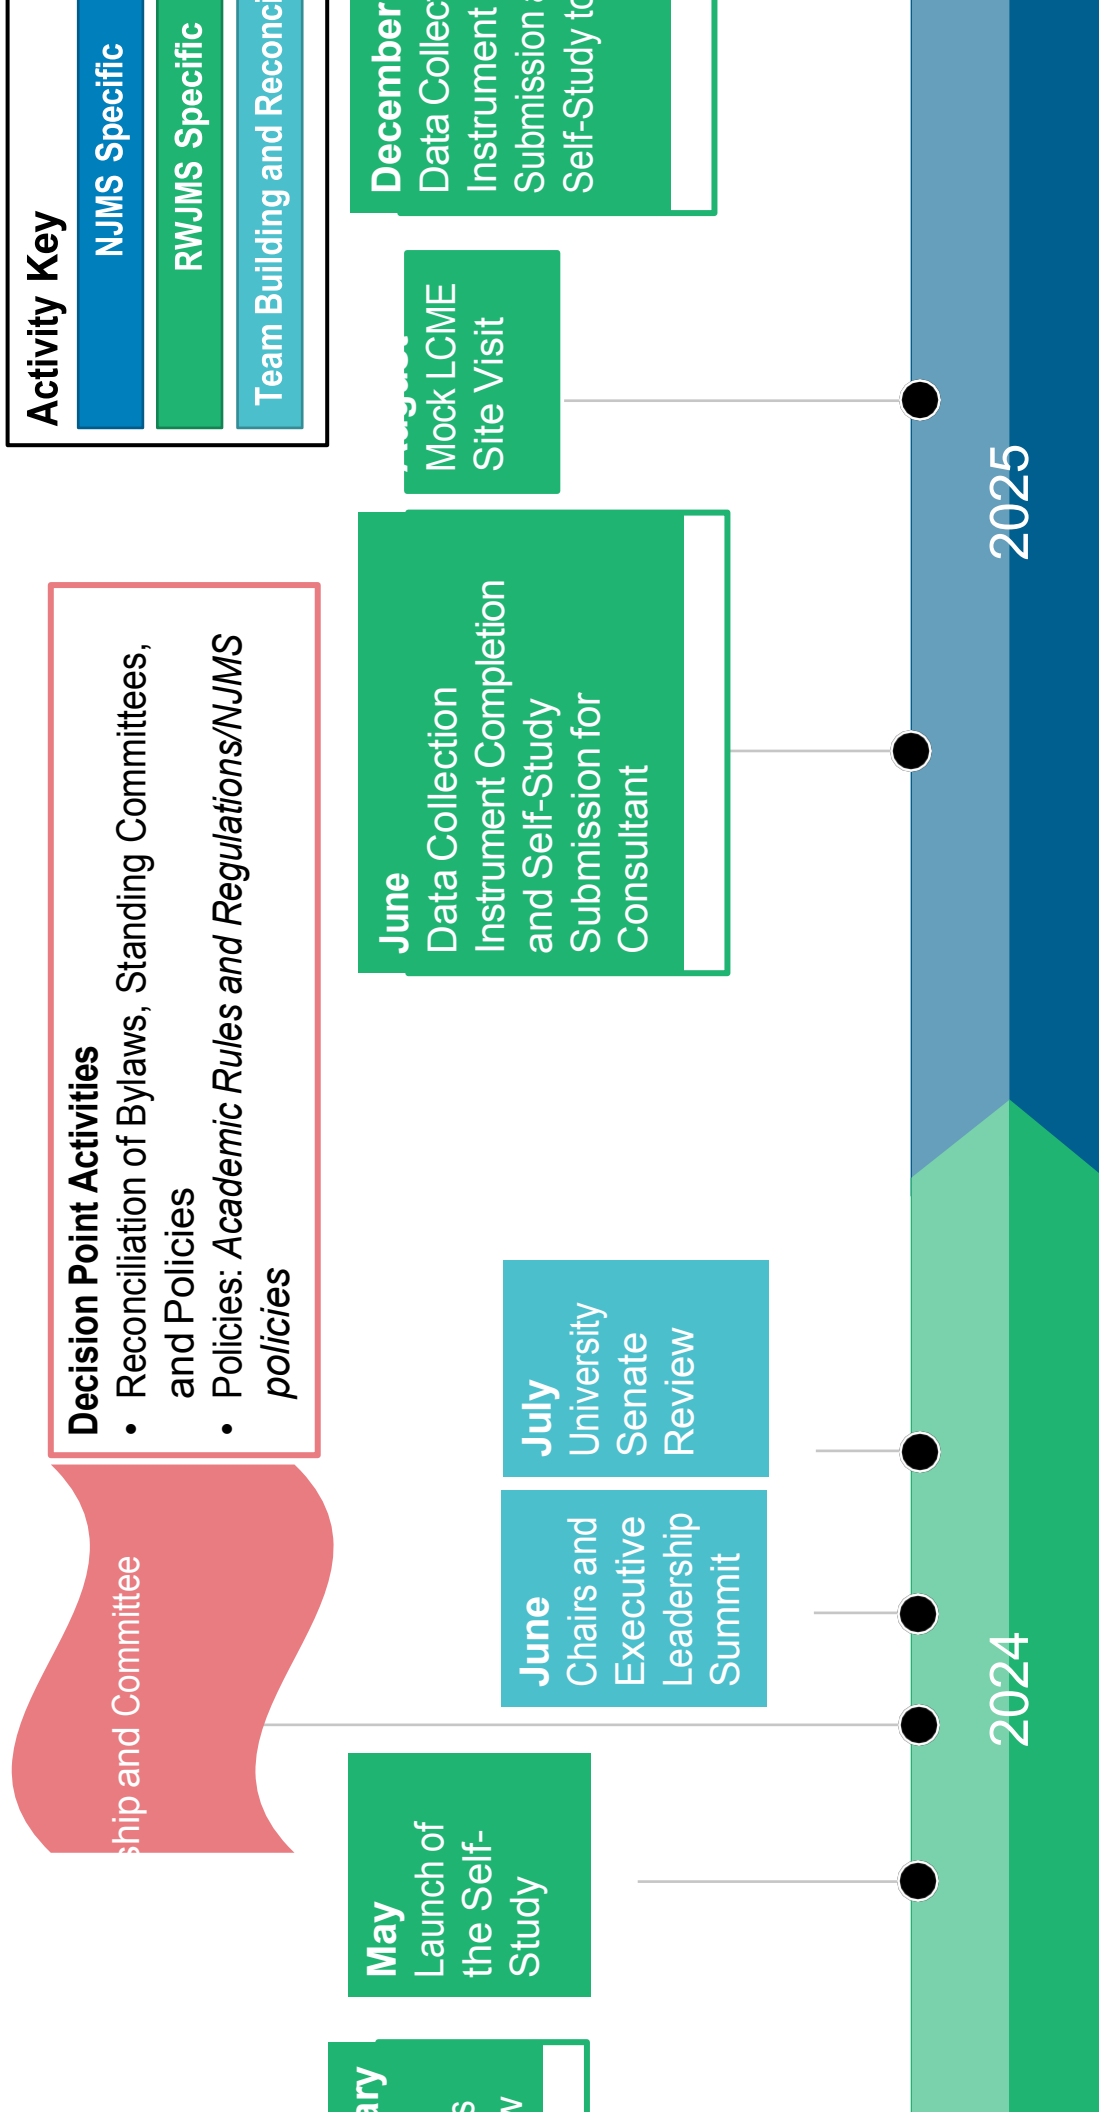 Activity Key
NJMS Specific
RWJMS Specific
Team Building and
Decision Point Activities
• Reconciliation of Bylaws, Standing Committees,
and Policies
• Policies: Academic Rules and Regulations/NJMS
policies
and Committee
May
Launch of
the Self-
Study
June
Chairs and
Executive
Leadership
Summit
July
University
Senate
Review
June
Data Collection
Instrument Completion
and Self-Study
Submission for
Consultant
August
Mock LCME
Site Visit
December
Data
Instrument
Submission
Self-Study to
2024
2025